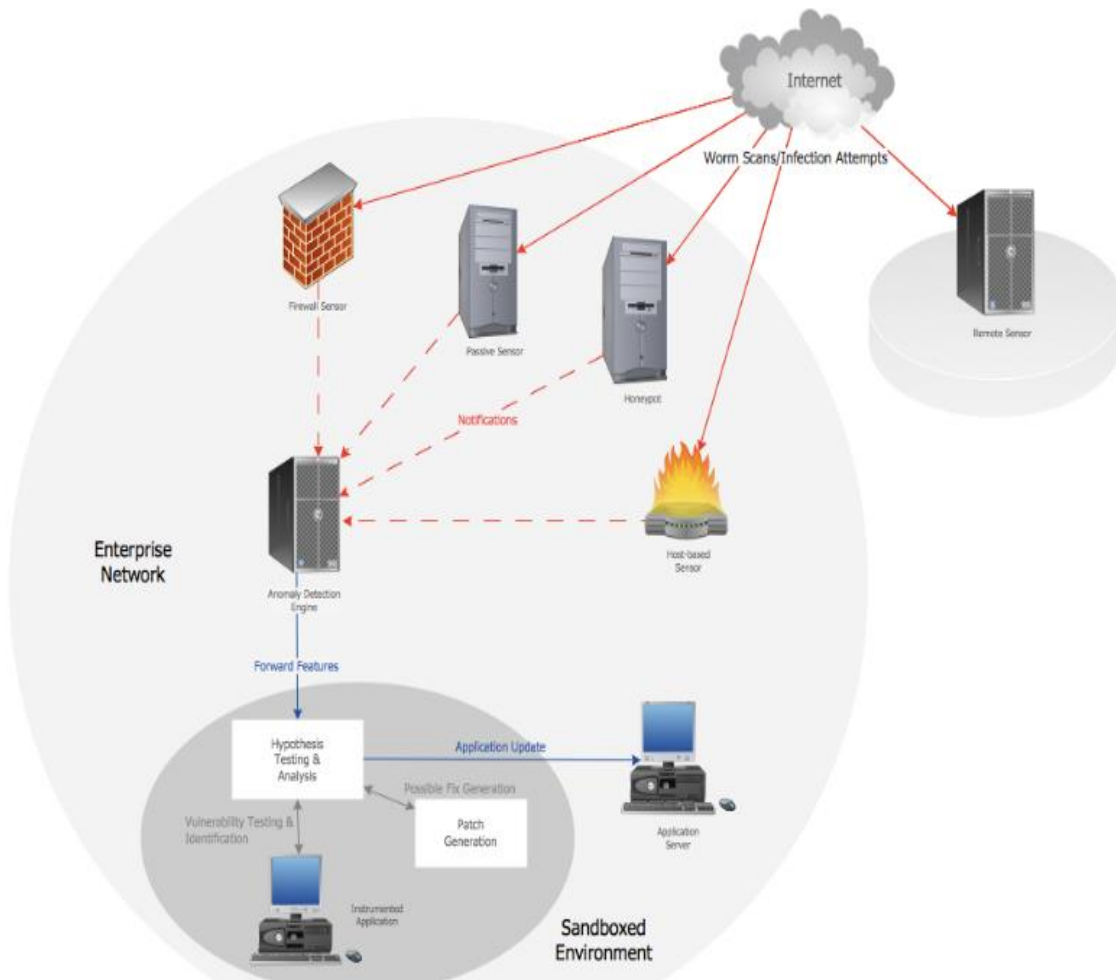 Internet
Worm Scans/Infection Attempts
Firewall Sensor
Passive Sensor
Remote Sensor
Honeypot
Notifications
Enterprise
Network
Host-based
Sensor
Anomaly Detection
Engine
Forward Features
Hypothesis
Testing &
Analysis
Application Update
Possible Fix Generation
Vulnerability Testing &
Identification
Patch
Generation
Application
Server
Instrumented
Application
Sandboxed
Environment